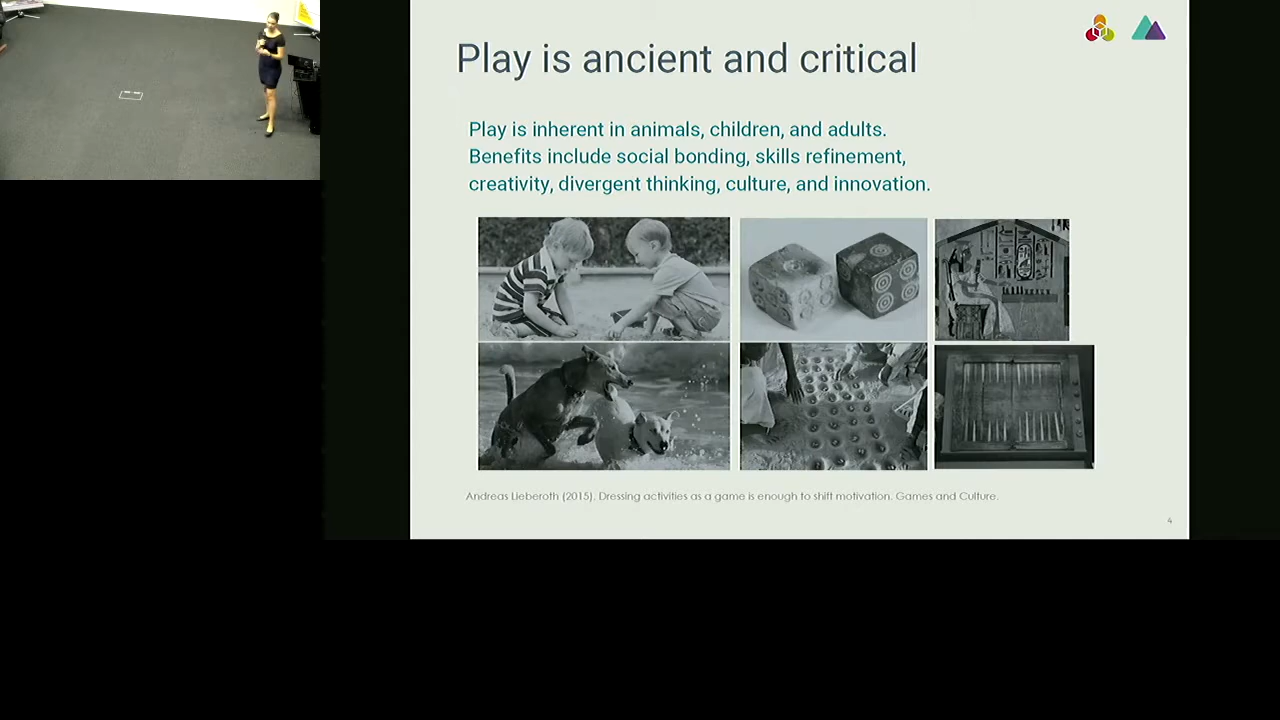 Play is ancient and critical
Play is inherent in animals, children, and adults.
Benefits include social bonding, skills refinement,
creativity, divergent thinking, culture, and innovation.
Andreas Lieberoth (2015). Dressing activities as a game is enough to shift motivation. Games and Culture.
4